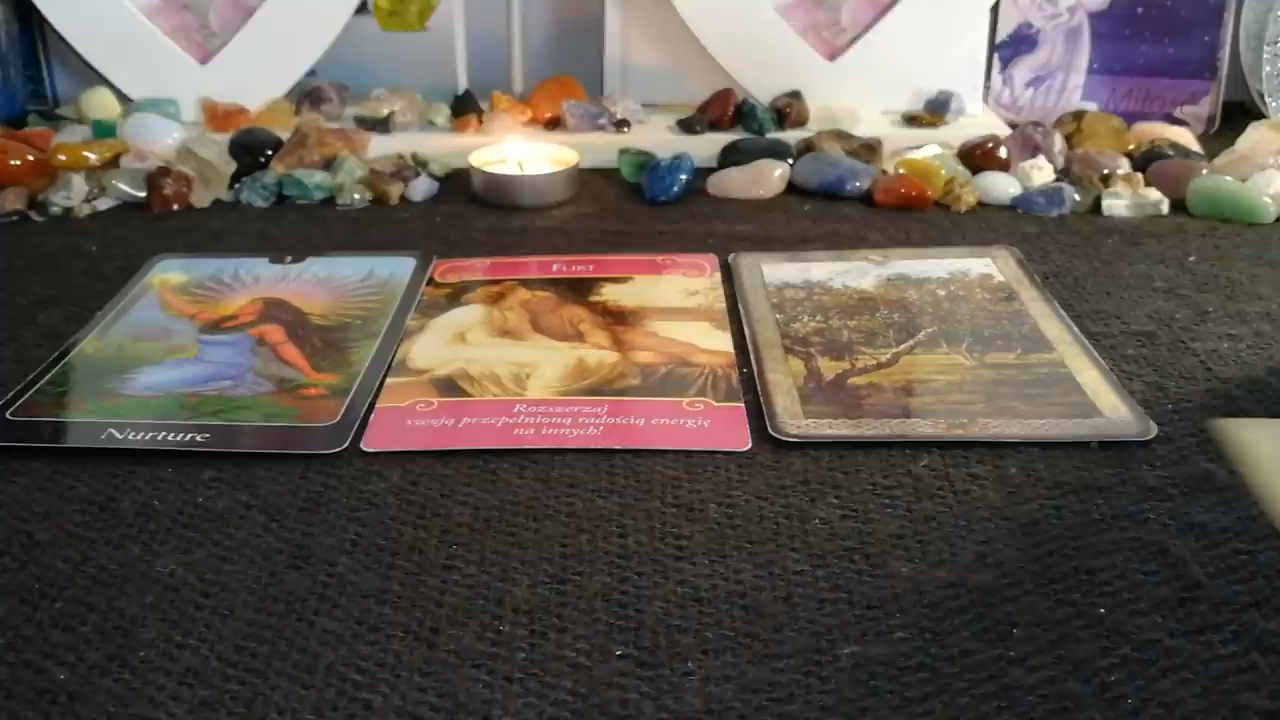 Nurture
Flirt
Rozszerzaj
swoją przepełnioną radością energię
na innych!